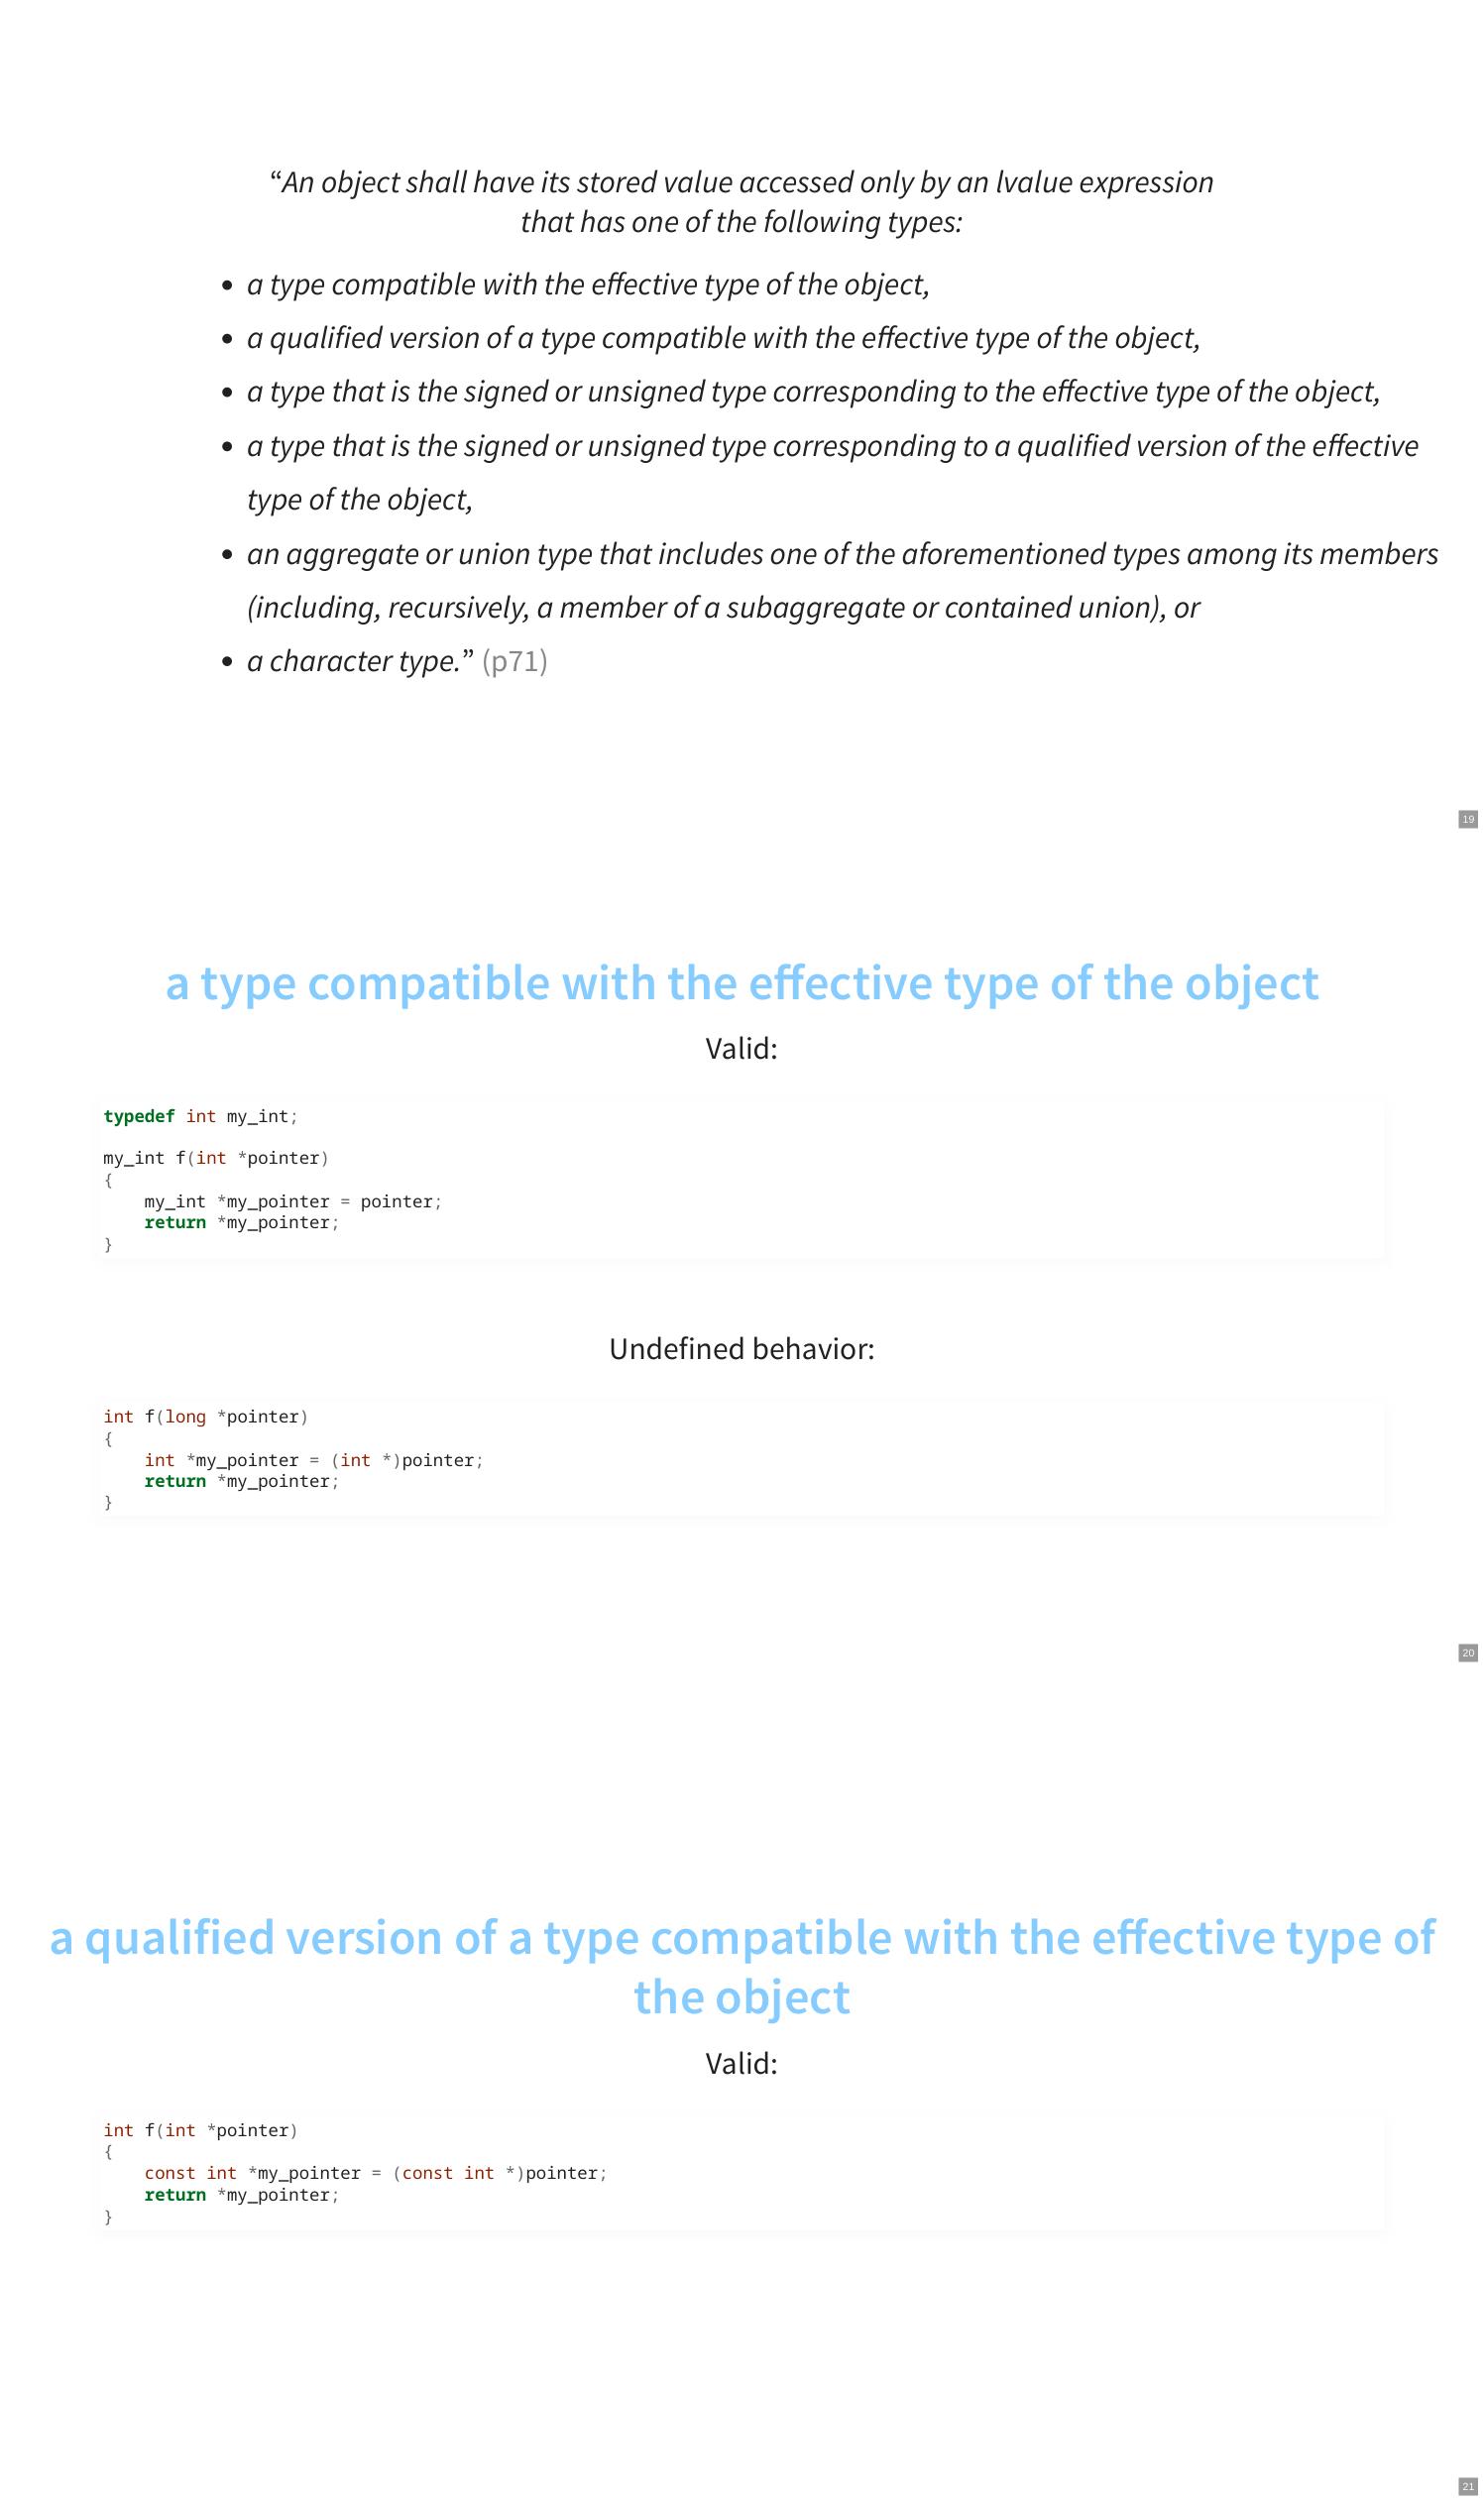 “An object shall have its stored value accessed only by an lvalue expression
that has one of the following types:
• a type compatible with the effective type of the object,
• a qualified version of a type compatible with the effective type of the object,
• a type that is the signed or unsigned type corresponding to the effective type of the object,
• a type that is the signed or unsigned type corresponding to a qualified version of the effective
type of the object,
• an aggregate or union type that includes one of the aforementioned types among its members
(including, recursively, a member of a subaggregate or contained union), or
• a character type.” (p71)
19
a type compatible with the effective type of the object
Valid:
typedef int my_int;
my_int f(int *pointer)
{
    my_int *my_pointer = pointer;
    return *my_pointer;
}
Undefined behavior:
int f(long *pointer)
{
    int *my_pointer = (int *)pointer;
    return *my_pointer;
}
20
a qualified version of a type compatible with the effective type of
the object
Valid:
int f(int *pointer)
{
    const int *my_pointer = (const int *)pointer;
    return *my_pointer;
}
21